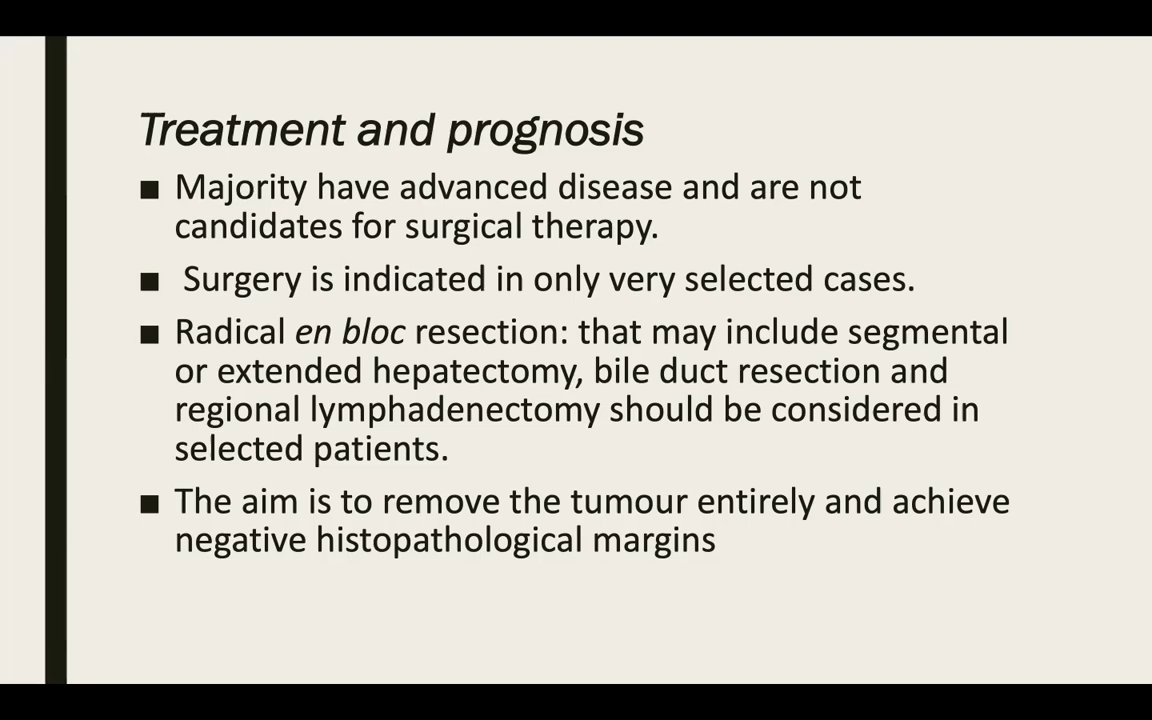 Treatment and prognosis
■ Majority have advanced disease and are not
candidates for surgical therapy.
■ Surgery is indicated in only very selected cases.
■ Radical en bloc resection: that may include segmental
or extended hepatectomy, bile duct resection and
regional lymphadenectomy should be considered in
selected patients.
■ The aim is to remove the tumour entirely and achieve
negative histopathological margins